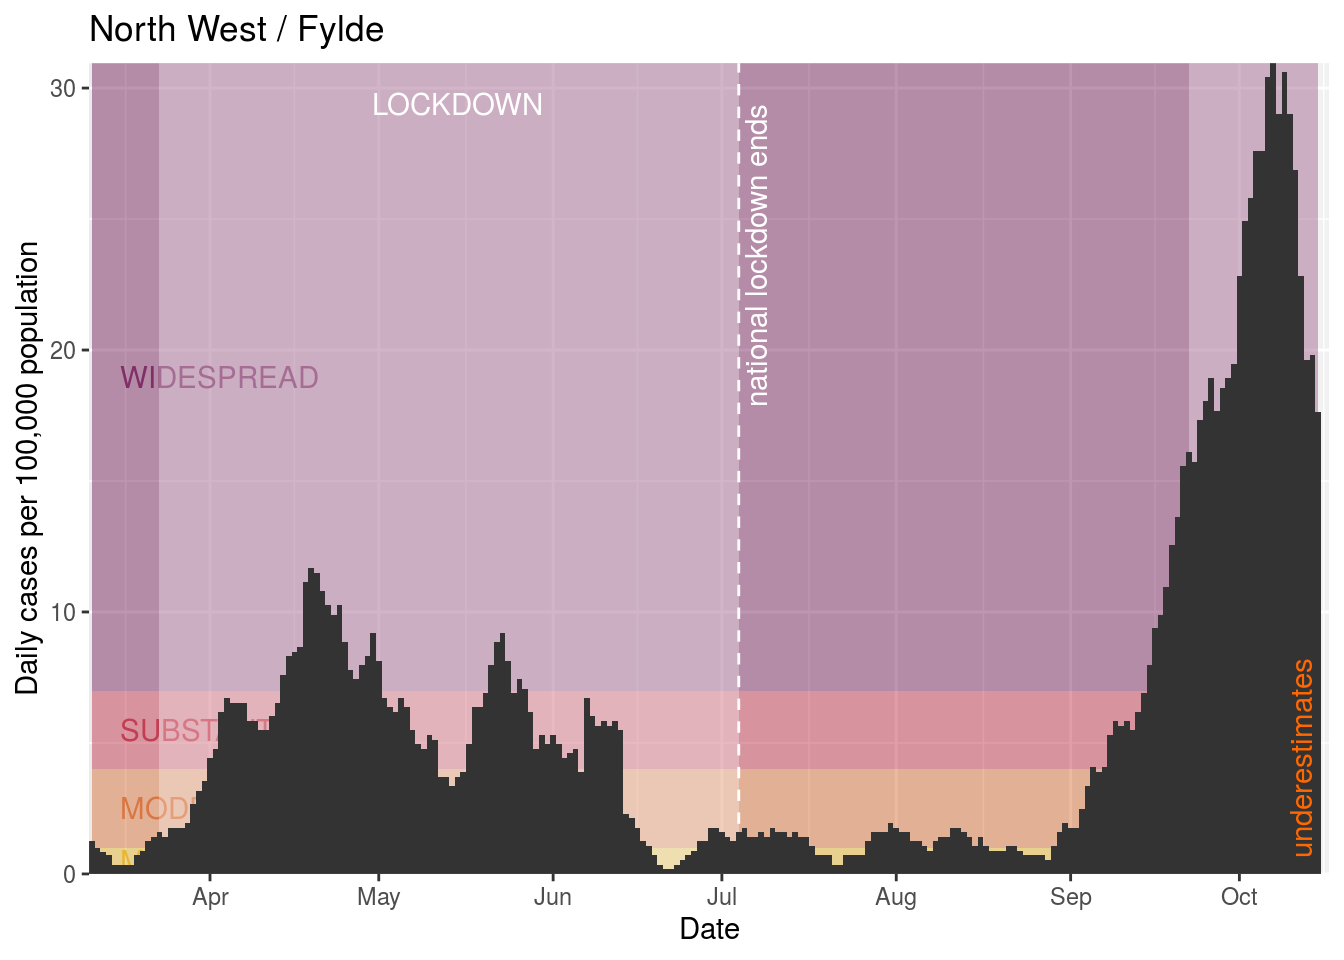 North West / Fylde
Daily cases per 100,000 population
30
20
10
0
LOCKDOWN
WIDESPREAD
national lockdown ends
underestimates
Apr
May
Jun
Jul
Aug
Sep
Oct
Date